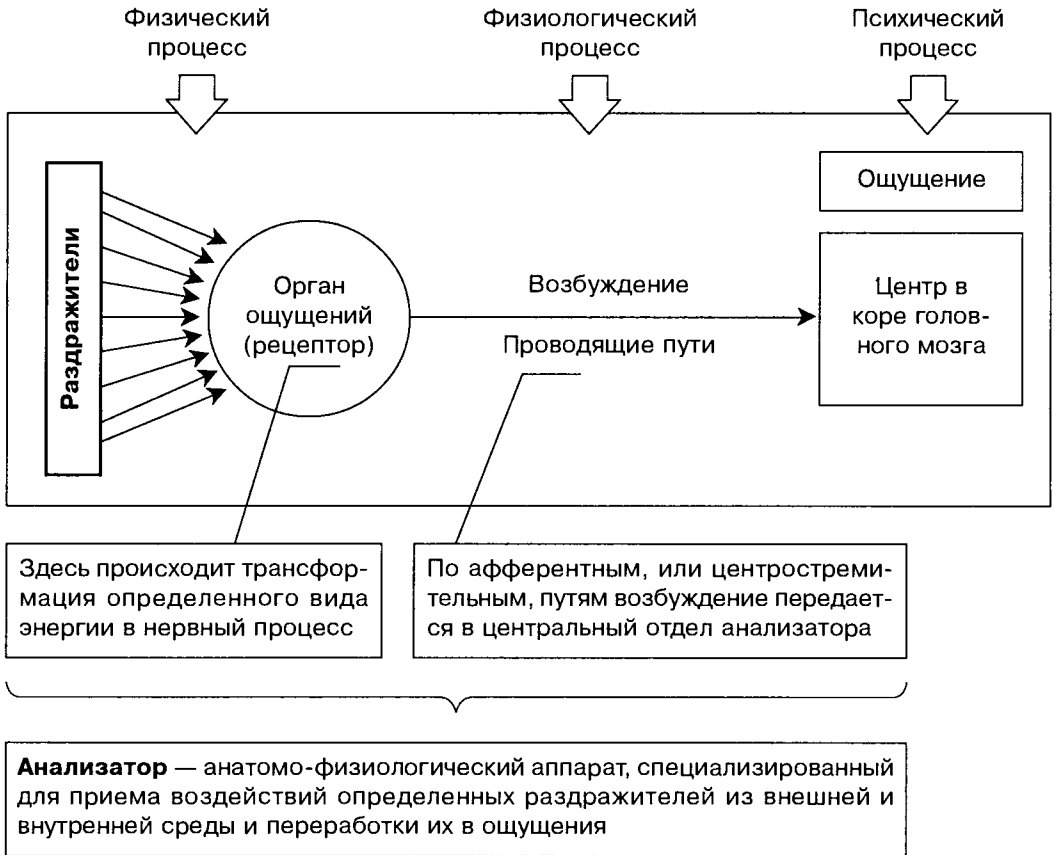 Физический
процесс
Физиологический
процесс
Психический
процесс
Раздражители
Орган
ощущений
(рецептор)
Возбуждение
Проводящие пути
Ощущение
Центр в
коре голов-
ного мозга
Здесь происходит трансфор-
мация определенного вида
энергии в нервный процесс
По афферентным, или центростреми-
тельным, путям возбуждение передает-
ся в центральный отдел анализатора
Анализатор — анатомо-физиологический аппарат, специализированный
для приема воздействий определенных раздражителей из внешней и
внутренней среды и переработки их в ощущения